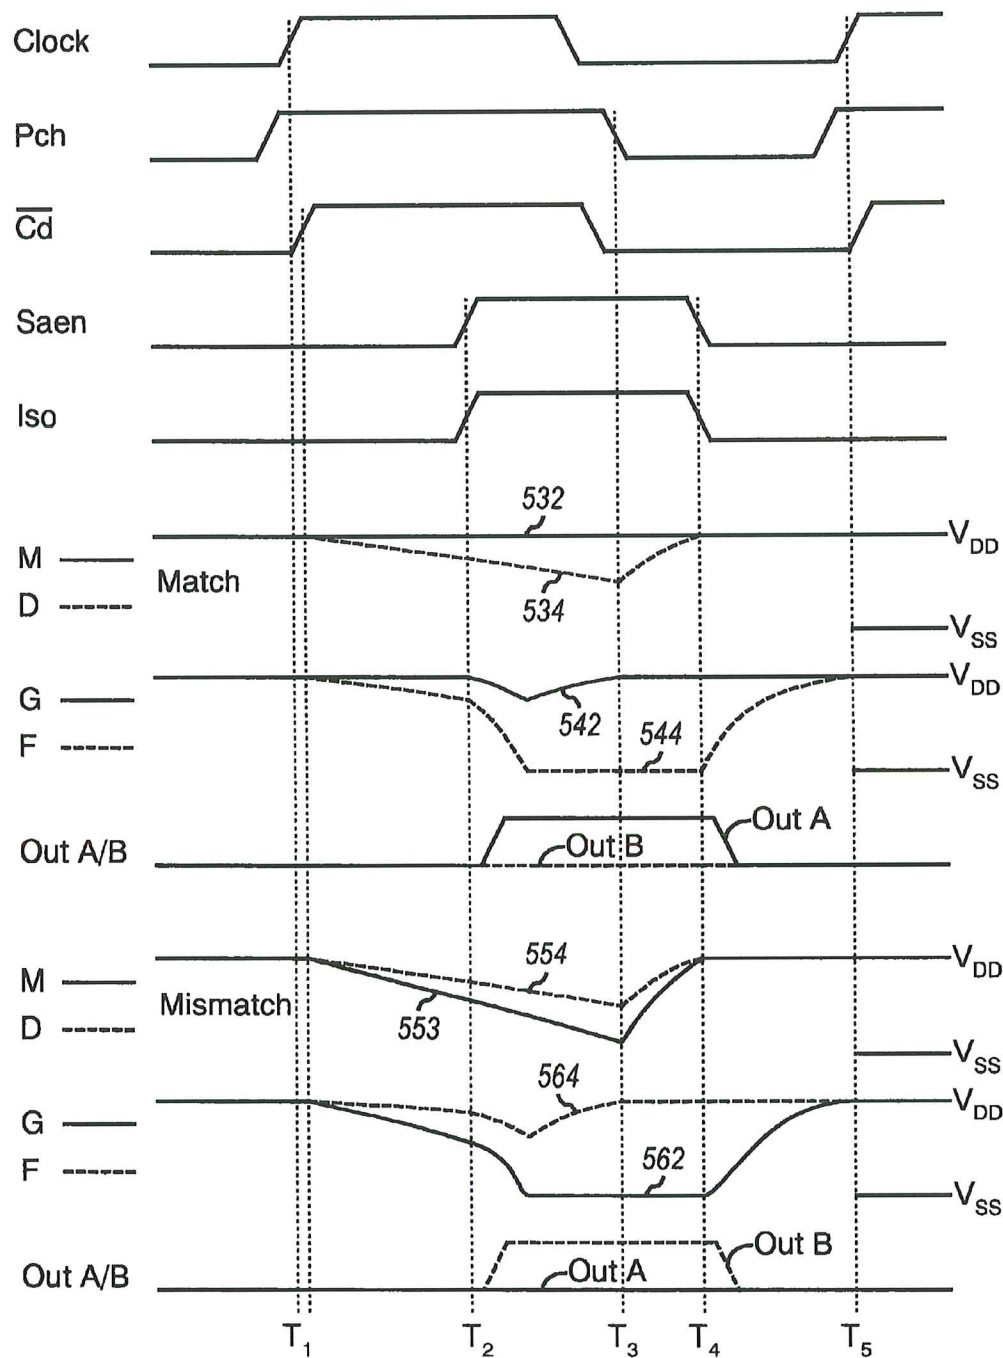 Clock
Pch
C̅d̅
Saen
Iso
532
V_DD
M
Match
D
534
V_SS
V_DD
G
542
544
F
V_SS
Out A
Out A/B
Out B
554
V_DD
M
Mismatch
D
553
V_SS
564
V_DD
G
562
F
V_SS
Out B
Out A/B
Out A
T_1 T_2 T_3 T_4 T_5